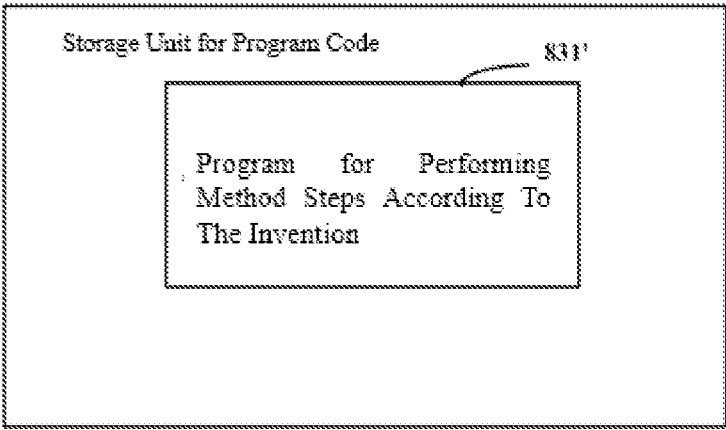 Storage Unit for Program Code
831'
Program for Performing
Method Steps According To
The Invention